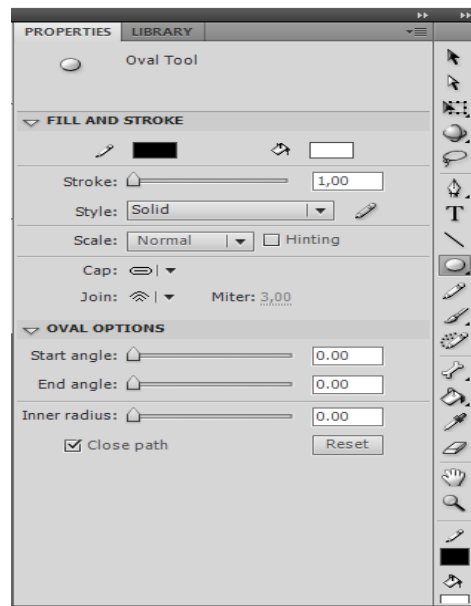 PROPERTIES LIBRARY
Oval Tool
FILL AND STROKE
Stroke: 1,00
Style: Solid
Scale: Normal Hinting
Cap:
Join: Miter: 3,00
OVAL OPTIONS
Start angle: 0.00
End angle: 0.00
Inner radius: 0.00
Close path Reset
T